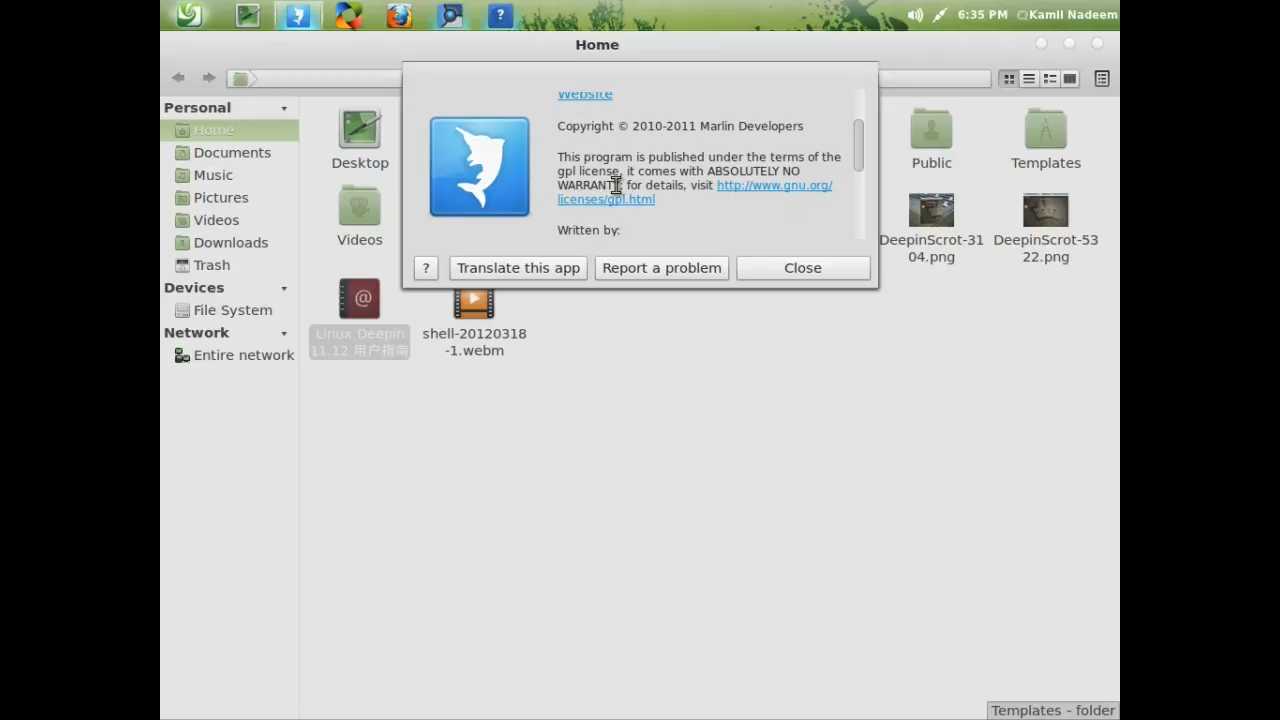 6:35 PM Kamil Nadeem
Home
Personal
Home
Documents
Music
Pictures
Videos
Downloads
Trash
Devices
File System
Network
Entire network
Desktop
Videos
Linux Deepin
11.12 用户指南
shell-20120318
-1.webm
Public
Templates
DeepinScrot-31
04.png
DeepinScrot-53
22.png
Website
Copyright © 2010-2011 Marlin Developers
This program is published under the terms of the
gpl license, it comes with ABSOLUTELY NO
WARRANTY; for details, visit http://www.gnu.org/
licenses/gpl.html
Written by:
?
Translate this app
Report a problem
Close
Templates - folder